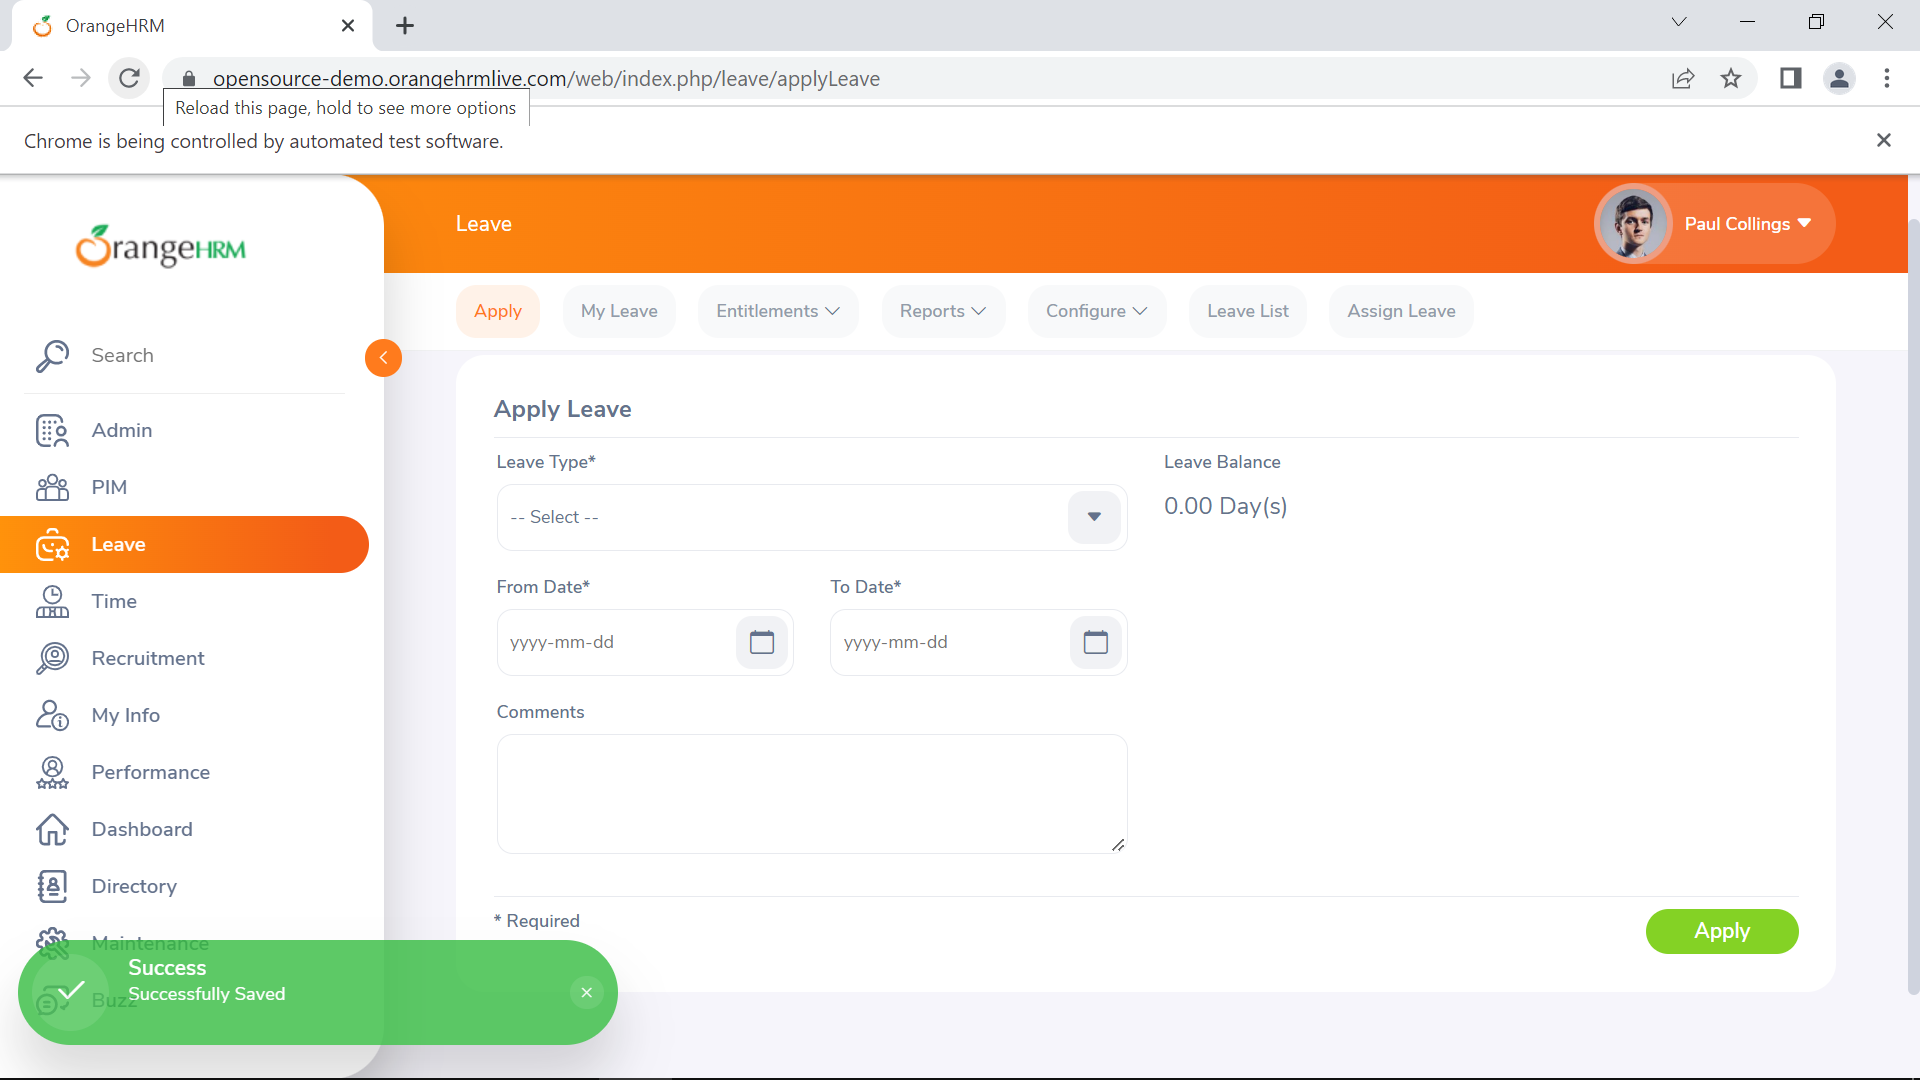 OrangeHRM
opensource-demo.orangehrmlive.com/web/index.php/leave/applyLeave
Reload this page, hold to see more options
Chrome is being controlled by automated test software.
OrangeHRM
Leave
Paul Collings
Apply
My Leave
Entitlements
Reports
Configure
Leave List
Assign Leave
Search
Admin
PIM
Leave
Time
Recruitment
My Info
Performance
Dashboard
Directory
Maintenance
Buzz
Apply Leave
Leave Type*
-- Select --
Leave Balance
0.00 Day(s)
From Date*
yyyy-mm-dd
To Date*
yyyy-mm-dd
Comments
* Required
Apply
Success
Successfully Saved